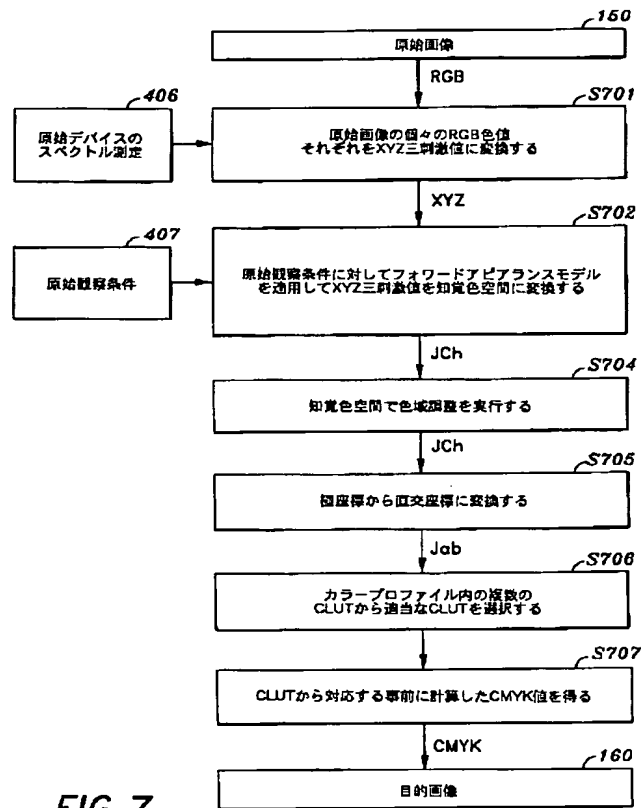 150
原始画像
RGB
406
S701
原始デバイスの
スペクトル測定
原始画像の個々のRGB色値
それぞれをXYZ三刺激値に変換する
XYZ
S702
407
原始観察条件
原始観察条件に対してフォワードアピアランスモデル
を適用してXYZ三刺激値を知覚色空間に変換する
JCh
S704
知覚色空間で色域調整を実行する
JCh
S705
極座標から直交座標に変換する
Jab
S706
カラープロファイル内の複数の
CLUTから適当なCLUTを選択する
S707
CLUTから対応する事前に計算したCMYK値を得る
CMYK
160
目的画像
FIG. 7